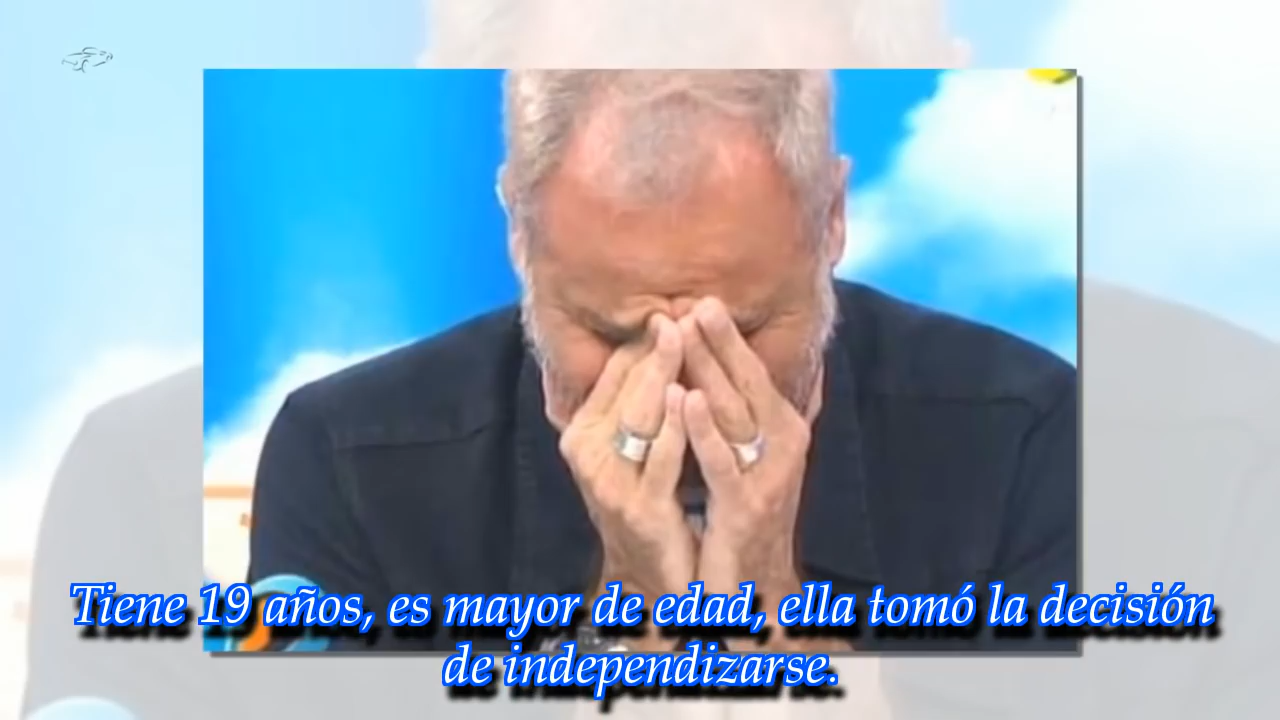 Tiene 19 años, es mayor de edad, ella tomó la decisión
de independizarse.